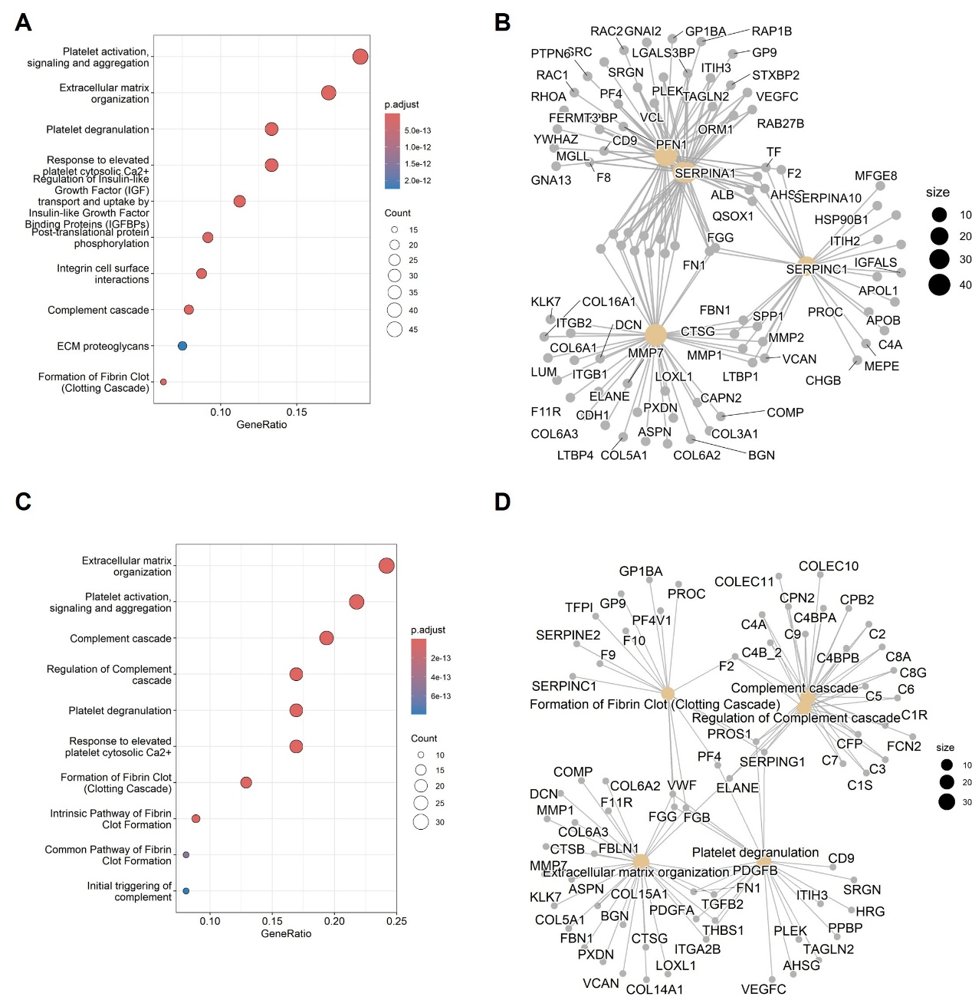 A
Platelet activation,
signaling and aggregation
Extracellular matrix
organization
Platelet degranulation
Response to elevated
platelet cytosolic Ca2+
Regulation of Insulin-like
Growth Factor (IGF)
transport and uptake by
Insulin-like Growth Factor
Binding Proteins (IGFBPs)
Post-translational protein
phosphorylation
Integrin cell surface
interactions
Complement cascade
ECM proteoglycans
Formation of Fibrin Clot
(Clotting Cascade)
0.10
0.15
GeneRatio
p.adjust
5.0e-13
1.0e-12
1.5e-12
2.0e-12
Count
15
20
25
30
35
40
45
B
RAC2
GNAI2
GP1BA
RAP1B
PTPN6
SRC
LGALS3BP
GP9
RAC1
SRGN
ITIH3
STXBP2
RHOA
PF4
PLEK
TAGLN2
VEGFC
FERMT3
VCL
ORM1
RAB27B
YWHAZ
CD9
PFN1
MGLL
TF
GNA13
F8
SERPINA1
F2
MFGE8
ALB
AHSG
SERPINA10
QSOX1
HSP90B1
FGG
ITIH2
FN1
SERPINC1
IGFALS
KLK7
COL16A1
APOL1
ITGB2
DCN
FBN1
SPP1
PROC
APOB
CTSG
COL6A1
MMP7
MMP2
C4A
MMP1
VCAN
MEPE
LUM
ITGB1
LOXL1
LTBP1
CHGB
ELANE
CAPN2
F11R
CDH1
PXDN
COMP
COL6A3
ASPN
COL3A1
LTBP4
COL5A1
COL6A2
BGN
size
10
20
30
40
C
Extracellular matrix
organization
Platelet activation,
signaling and aggregation
Complement cascade
Regulation of Complement
cascade
Platelet degranulation
Response to elevated
platelet cytosolic Ca2+
Formation of Fibrin Clot
(Clotting Cascade)
Intrinsic Pathway of Fibrin
Clot Formation
Common Pathway of Fibrin
Clot Formation
Initial triggering of
complement
0.10
0.15
0.20
0.25
GeneRatio
p.adjust
2e-13
4e-13
6e-13
Count
10
15
20
25
30
D
GP1BA
COLEC11
COLEC10
PROC
GP9
TFPI
CPN2
CPB2
PF4V1
C4A
C4BPA
SERPINE2
F10
C9
C2
F9
C4B_2
C4BPB
C8A
F2
C8G
SERPINC1
Complement cascade
C5
C6
Formation of Fibrin Clot (Clotting Cascade)
Regulation of Complement cascade
C1R
PROS1
CFP
FCN2
PF4
SERPING1
C7
C3
COMP
COL6A2
VWF
ELANE
C1S
DCN
F11R
MMP1
FGG
FGB
COL6A3
CTSB
FBLN1
Platelet degranulation
CD9
MMP7
Extracellular matrix organization
PDGFB
ASPN
COL15A1
FN1
SRGN
KLK7
TGFB2
ITIH3
COL5A1
BGN
PDGFA
HRG
FBN1
CTSG
THBS1
PLEK
PPBP
PXDN
ITGA2B
TAGLN2
LOXL1
AHSG
VCAN
COL14A1
VEGFC
size
10
20
30